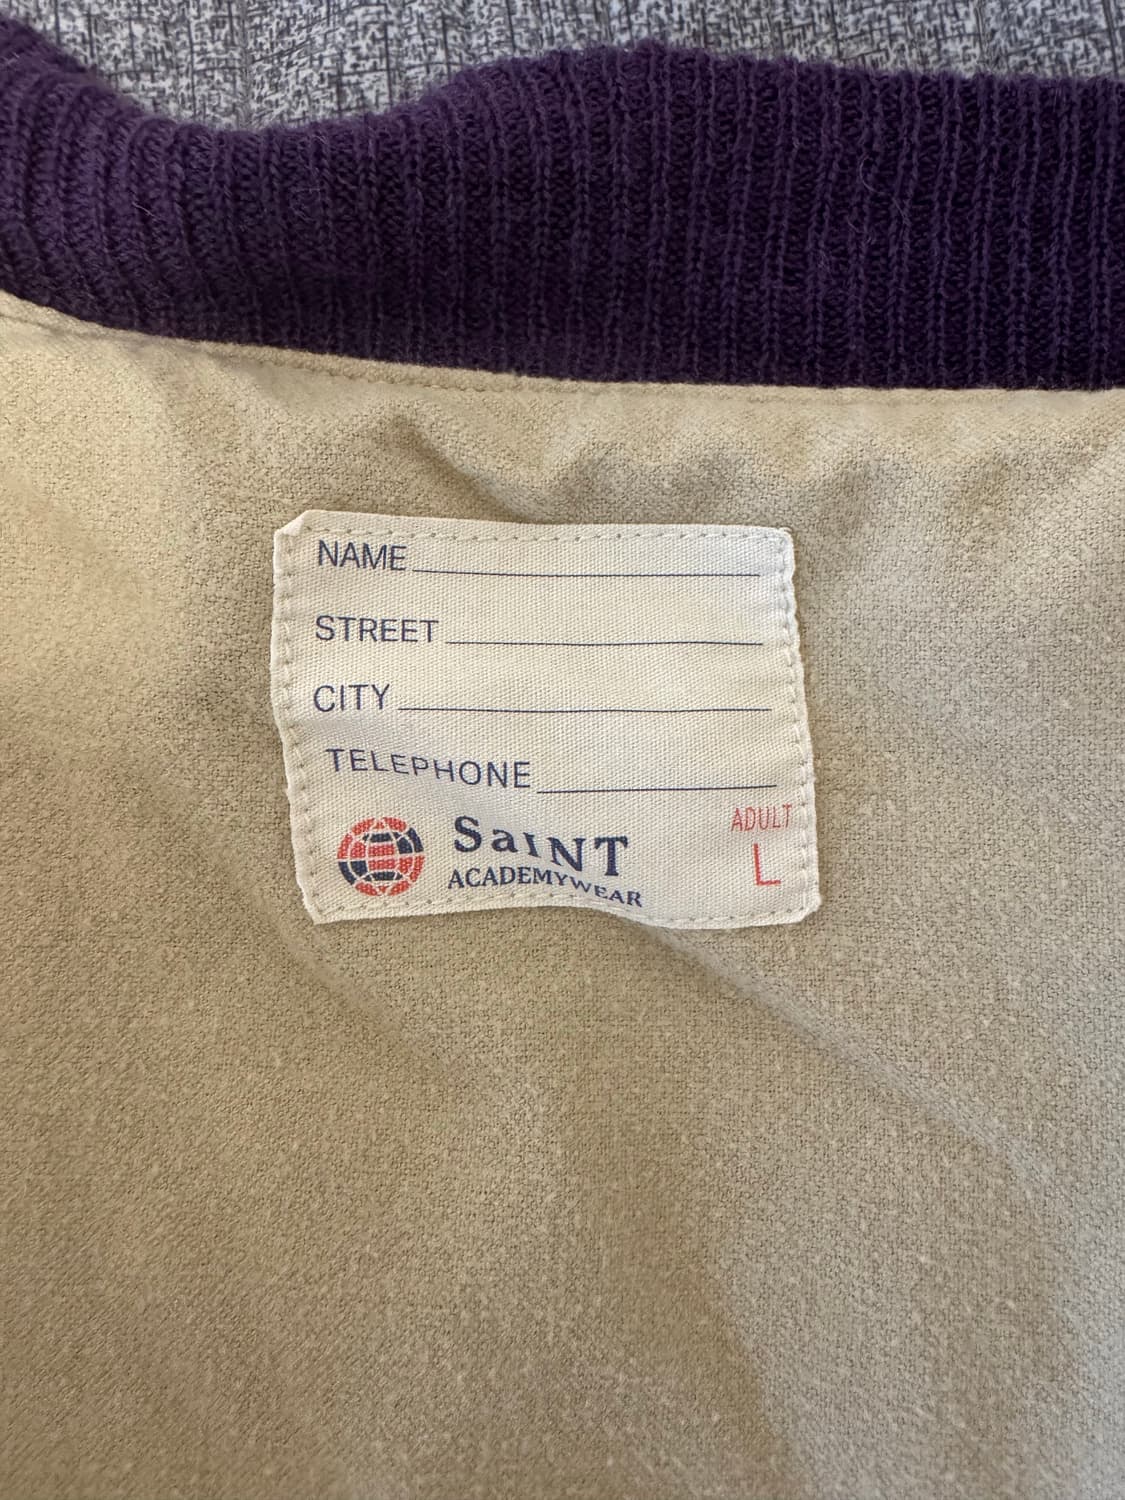 NAME
STREET
CITY
TELEPHONE
SaINT
ACADEMYWEAR
ADULT
L